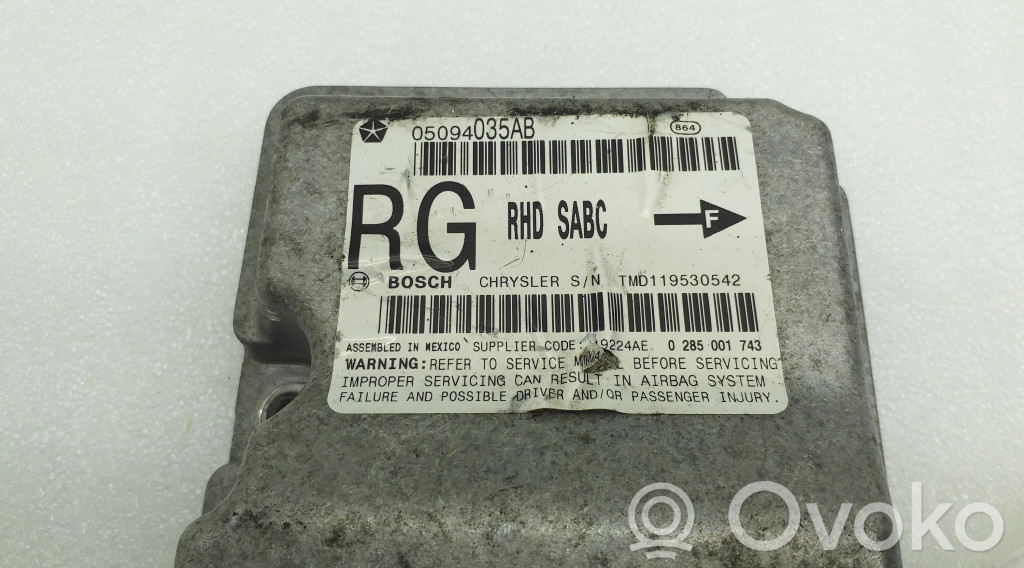 05094035AB
864
RG RHD SABC F
BOSCH CHRYSLER S/N TMD119530542
ASSEMBLED IN MEXICO SUPPLIER CODE: 0 285 001 743
WARNING: REFER TO SERVICE BEFORE SERVICING
IMPROPER SERVICING CAN RESULT IN AIRBAG SYSTEM
FAILURE AND POSSIBLE DRIVER AND/OR PASSENGER INJURY.
Ovoko